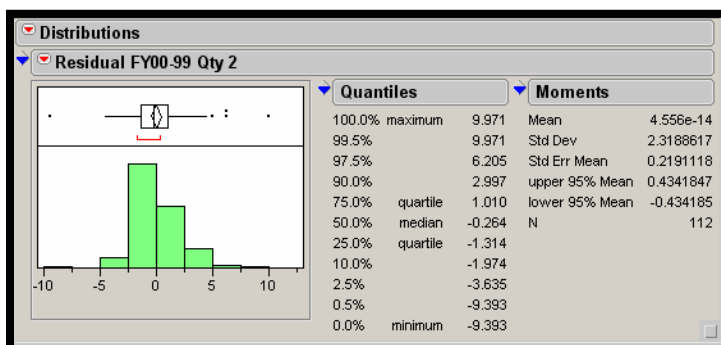 Distributions
Residual FY00-99 Qty 2
-10 -5 0 5 10
Quantiles
100.0% maximum 9.971
99.5% 9.971
97.5% 6.205
90.0% 2.997
75.0% quartile 1.010
50.0% median -0.264
25.0% quartile -1.314
10.0% -1.974
2.5% -3.635
0.5% -9.393
0.0% minimum -9.393
Moments
Mean 4.556e-14
Std Dev 2.3188617
Std Err Mean 0.2191118
upper 95% Mean 0.4341847
lower 95% Mean -0.434185
N 112